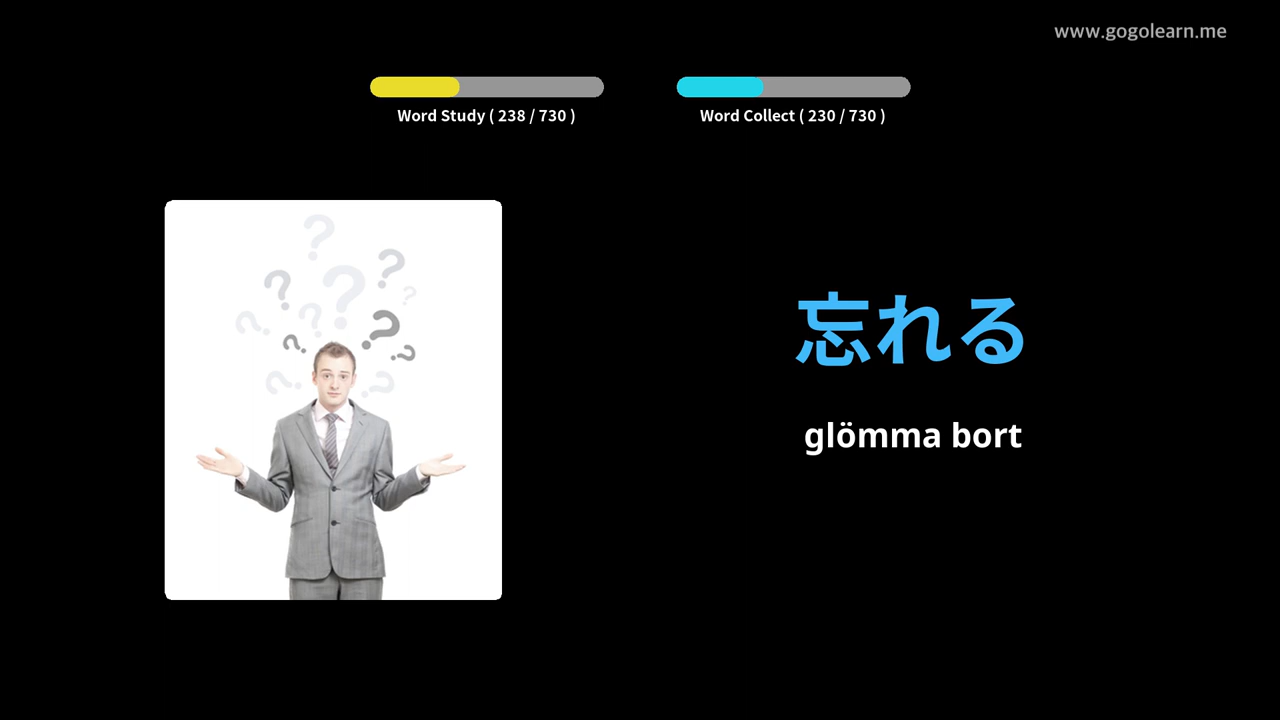 www.gogolearn.me
Word Study ( 238 / 730 )
Word Collect ( 230 / 730 )
忘れる
glömma bort